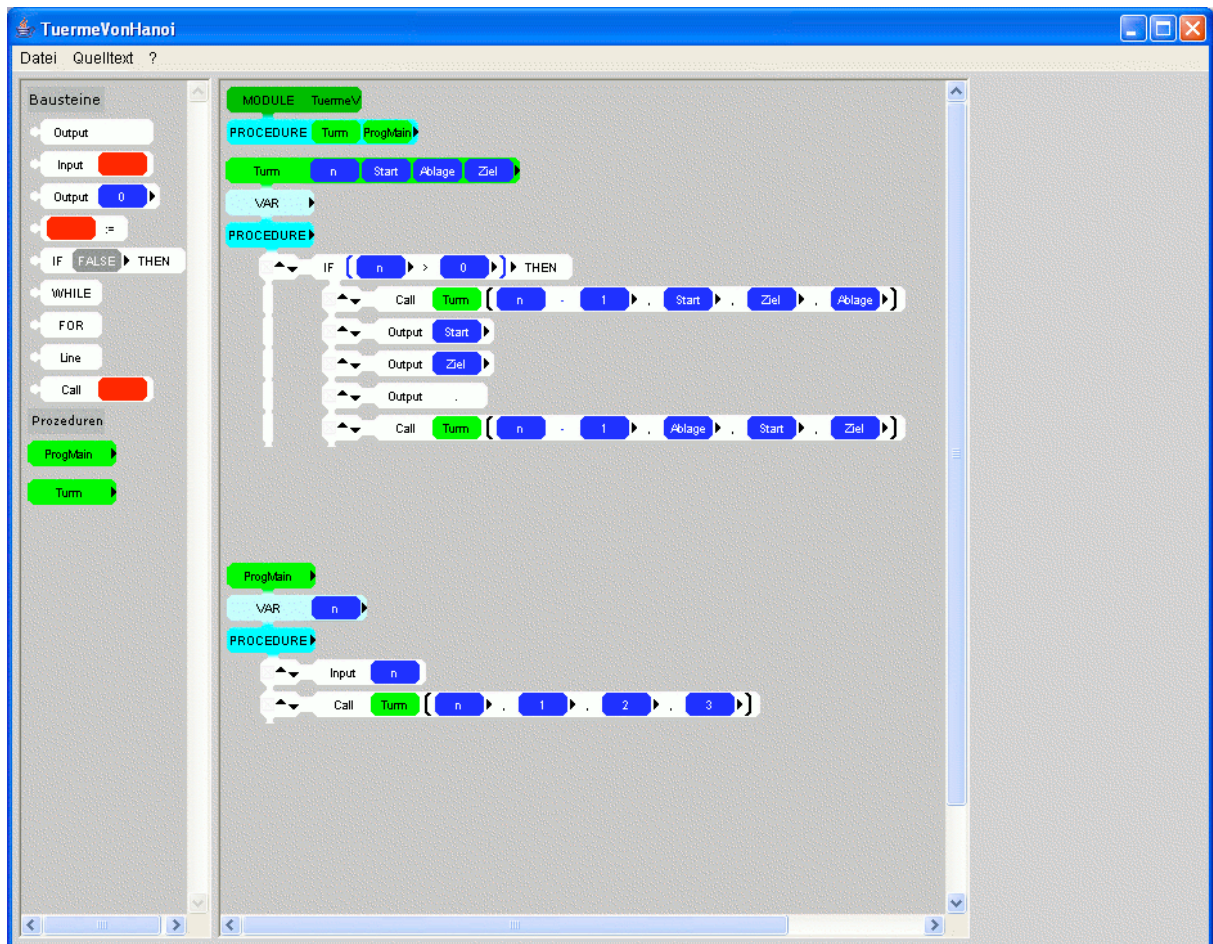 TuermeVonHanoi
Datei Quelltext ?
Bausteine
Output
Input
Output 0
:=
IF FALSE THEN
WHILE
FOR
Line
Call
Prozeduren
ProgMain
Turm
MODULE TuermeV
PROCEDURE Turm ProgMain
Turm n Start Ablage Ziel
VAR
PROCEDURE
IF ( n > 0 ) THEN
Call Turm ( n - 1 , Start , Ziel , Ablage )
Output Start
Output Ziel
Output .
Call Turm ( n - 1 , Ablage , Start , Ziel )
ProgMain
VAR n
PROCEDURE
Input n
Call Turm ( n , 1 , 2 , 3 )